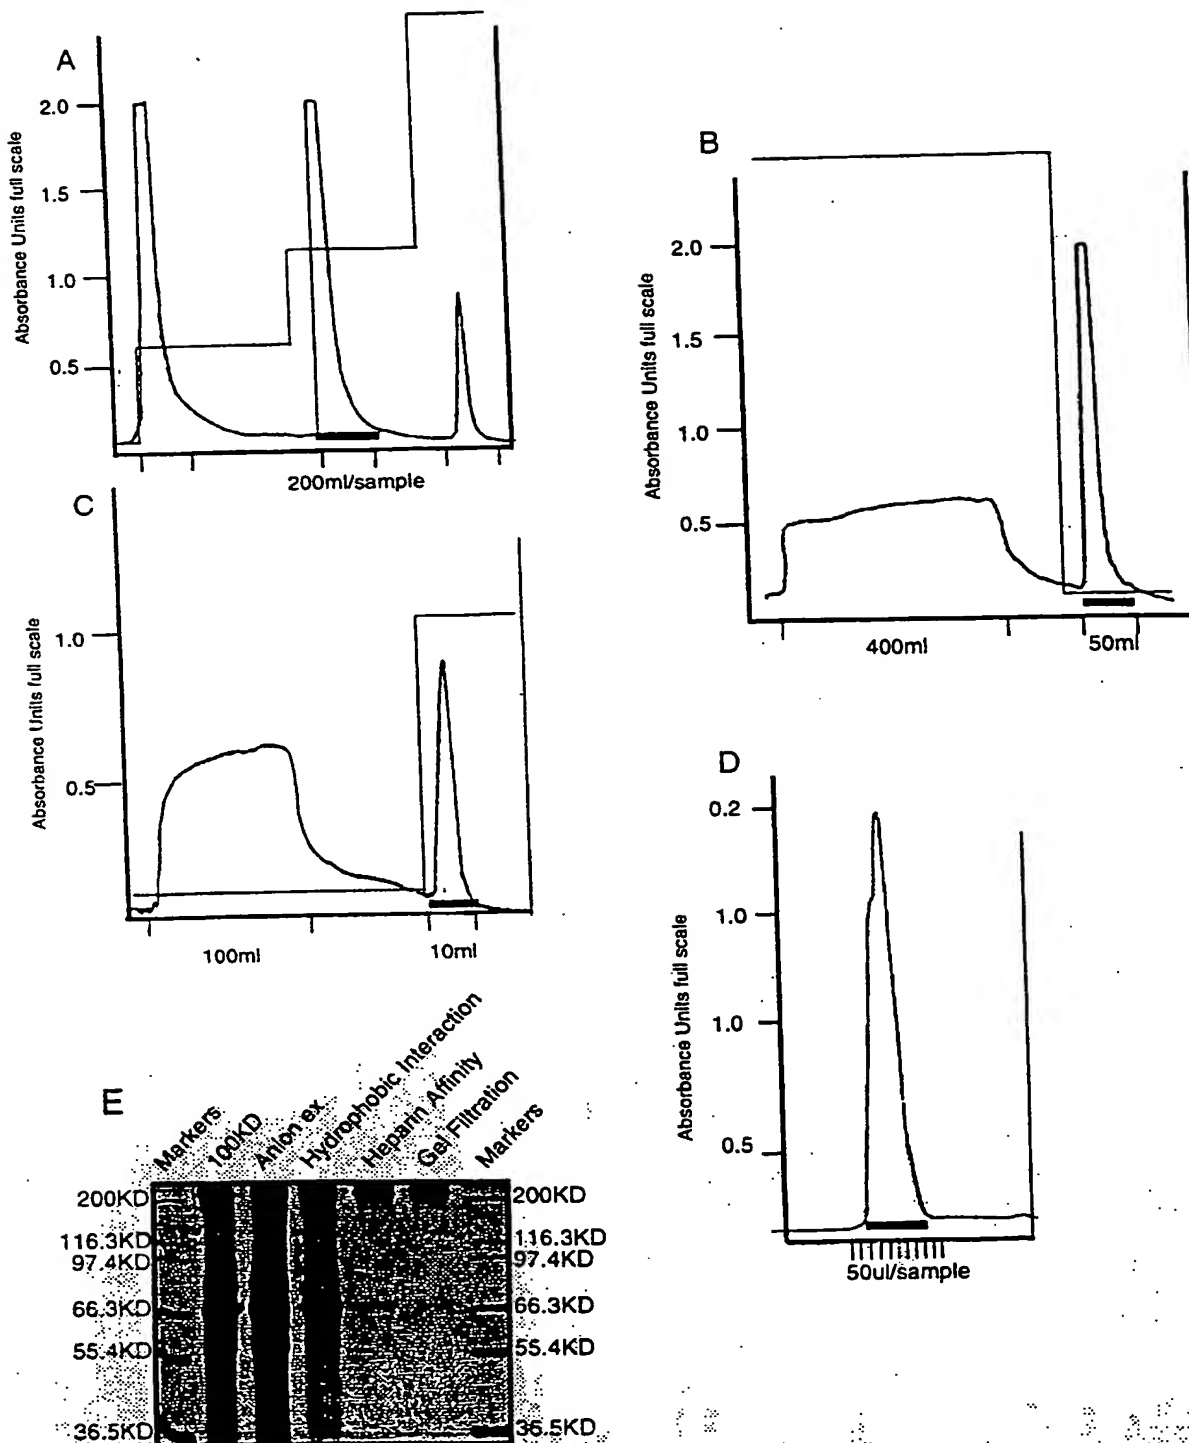 A
Absorbance Units full scale
2.0
1.5
1.0
0.5
200ml/sample
B
Absorbance Units full scale
2.0
1.5
1.0
0.5
400ml
50ml
C
Absorbance Units full scale
1.0
0.5
100ml
10ml
D
Absorbance Units full scale
0.2
1.0
1.0
0.5
50ul/sample
E
Markers
100KD
Anion ex
Hydrophobic Interaction
Heparin Affinity
Gel Filtration
Markers
200KD
116.3KD
97.4KD
66.3KD
55.4KD
36.5KD
200KD
116.3KD
97.4KD
66.3KD
55.4KD
36.5KD